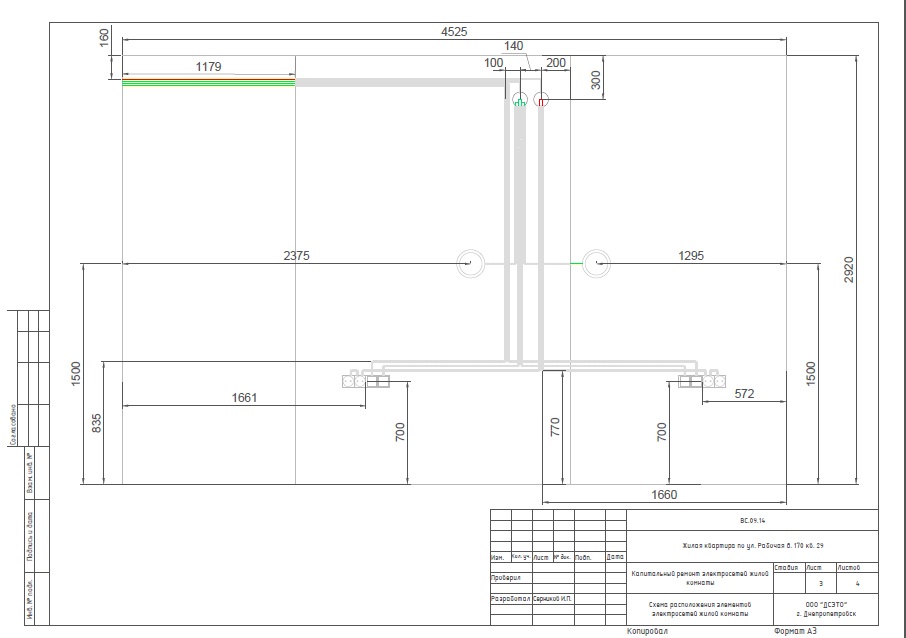 4525
160
140
1179
100
200
300
2375
1295
2920
1500
1500
835
1661
700
770
700
572
1660
Согласовано
Взам. инв. №
Подпись и дата
Инв. № подл.
ВС.09.14
Жилая квартира по ул. Рабочая д. 170 кв. 29
Изм. Кол. уч. Лист № док. Подп. Дата
Капитальный ремонт электросетей жилой
комнаты
Стадия Лист Листов
3 4
Проверил
Разработал Серников И.П.
Схема расположения элементов
электросетей жилой комнаты
ООО "ДСЭТО"
г. Днепропетровск
Копировал Формат А3